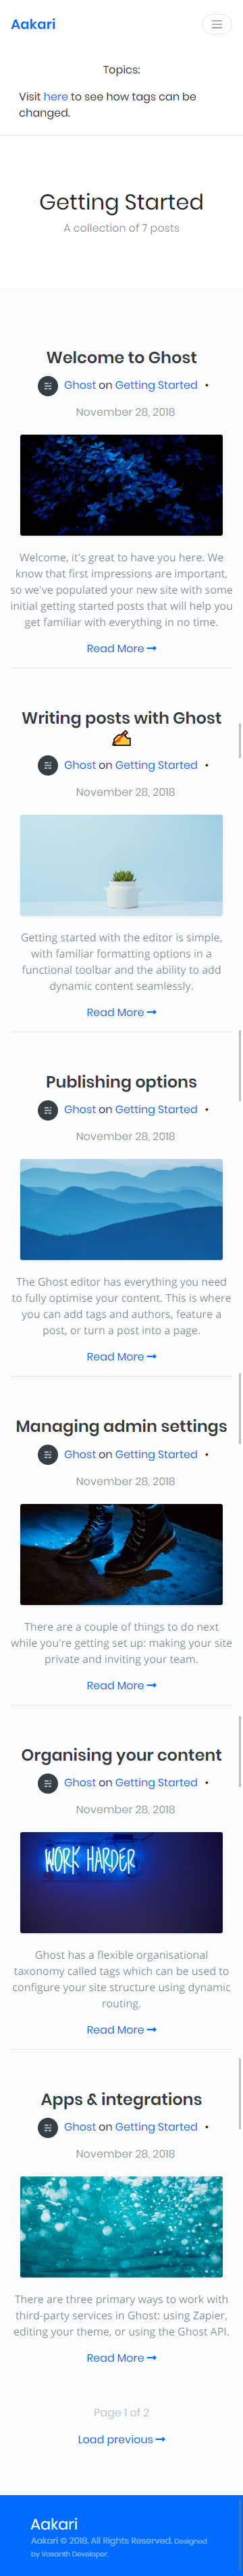 Aakari
Topics:
Visit here to see how tags can be
changed.
Getting Started
A collection of 7 posts
Welcome to Ghost
Ghost on Getting Started •
November 28, 2018
Welcome, it's great to have you here. We
know that first impressions are important,
so we've populated your new site with some
initial getting started posts that will help you
get familiar with everything in no time.
Read More →
Writing posts with Ghost
✍️
Ghost on Getting Started •
November 28, 2018
Getting started with the editor is simple,
with familiar formatting options in a
functional toolbar and the ability to add
dynamic content seamlessly.
Read More →
Publishing options
Ghost on Getting Started •
November 28, 2018
The Ghost editor has everything you need
to fully optimise your content. This is where
you can add tags and authors, feature a
post, or turn a post into a page.
Read More →
Managing admin settings
Ghost on Getting Started •
November 28, 2018
There are a couple of things to do next
while you're getting set up: making your site
private and inviting your team.
Read More →
Organising your content
Ghost on Getting Started •
November 28, 2018
WORK HARDER
Ghost has a flexible organisational
taxonomy called tags which can be used to
configure your site structure using dynamic
routing.
Read More →
Apps & integrations
Ghost on Getting Started •
November 28, 2018
There are three primary ways to work with
third-party services in Ghost: using Zapier,
editing your theme, or using the Ghost API.
Read More →
Page 1 of 2
Load previous →
Aakari
Aakari © 2018. All Rights Reserved. Designed
by Vasanth Developer.